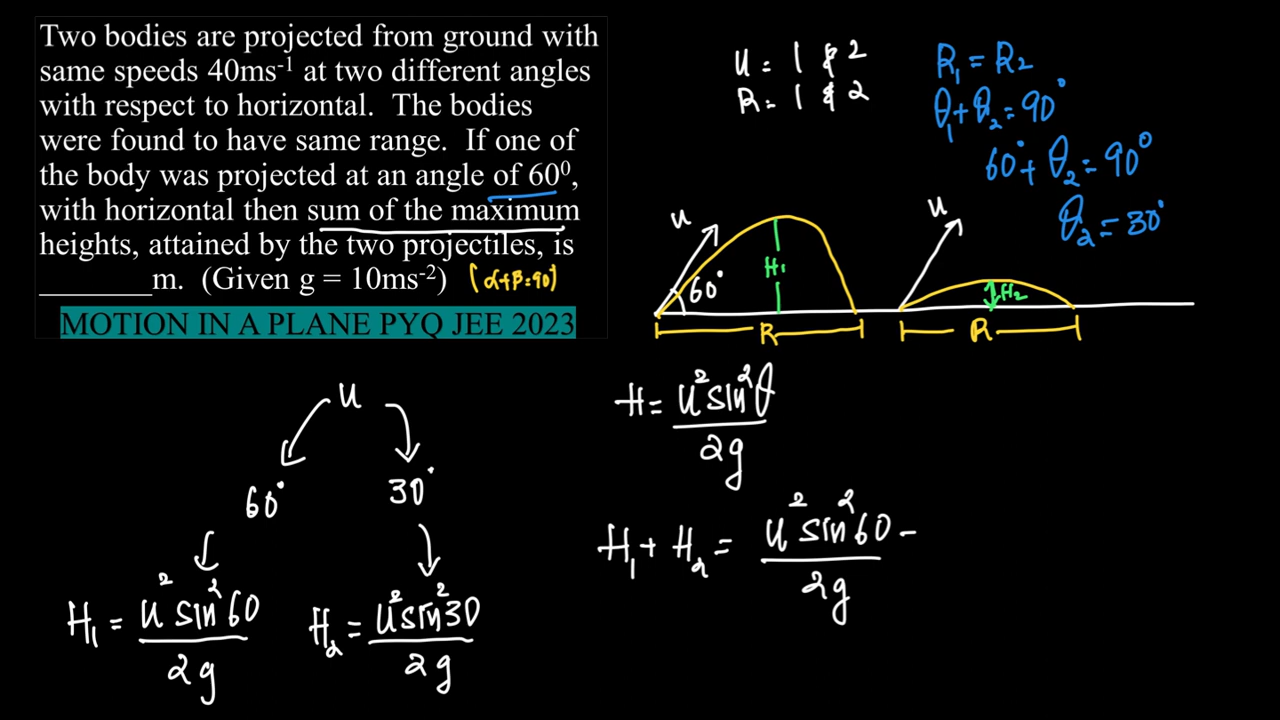 Two bodies are projected from ground with
same speeds 40ms⁻¹ at two different angles
with respect to horizontal. The bodies
were found to have same range. If one of
the body was projected at an angle of 60⁰,
with horizontal then sum of the maximum
heights, attained by the two projectiles, is
________m. (Given g = 10ms⁻²) (α+β=90)
MOTION IN A PLANE PYQ JEE 2023
U = 1 & 2
R = 1 & 2
R₁ = R₂
θ₁+θ₂ = 90°
60°+ θ₂ = 90°
θ₂ = 30°
u
60°
H₁
R
u
H₂
R
u
60°
30°
H₁ = u² sin² 60 / 2g
H₂ = u² sin² 30 / 2g
H = u² sin² θ / 2g
H₁ + H₂ = u² sin² 60 / 2g –